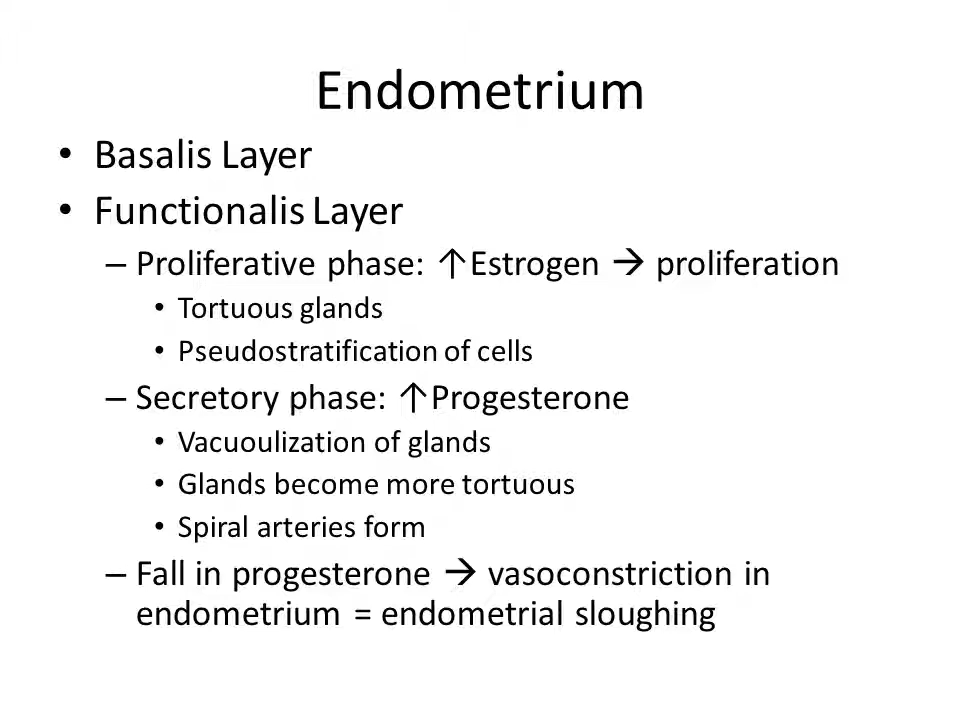 Endometrium
• Basalis Layer
• Functionalis Layer
– Proliferative phase: ↑Estrogen → proliferation
• Tortuous glands
• Pseudostratification of cells
– Secretory phase: ↑Progesterone
• Vacuoulization of glands
• Glands become more tortuous
• Spiral arteries form
– Fall in progesterone → vasoconstriction in
endometrium = endometrial sloughing